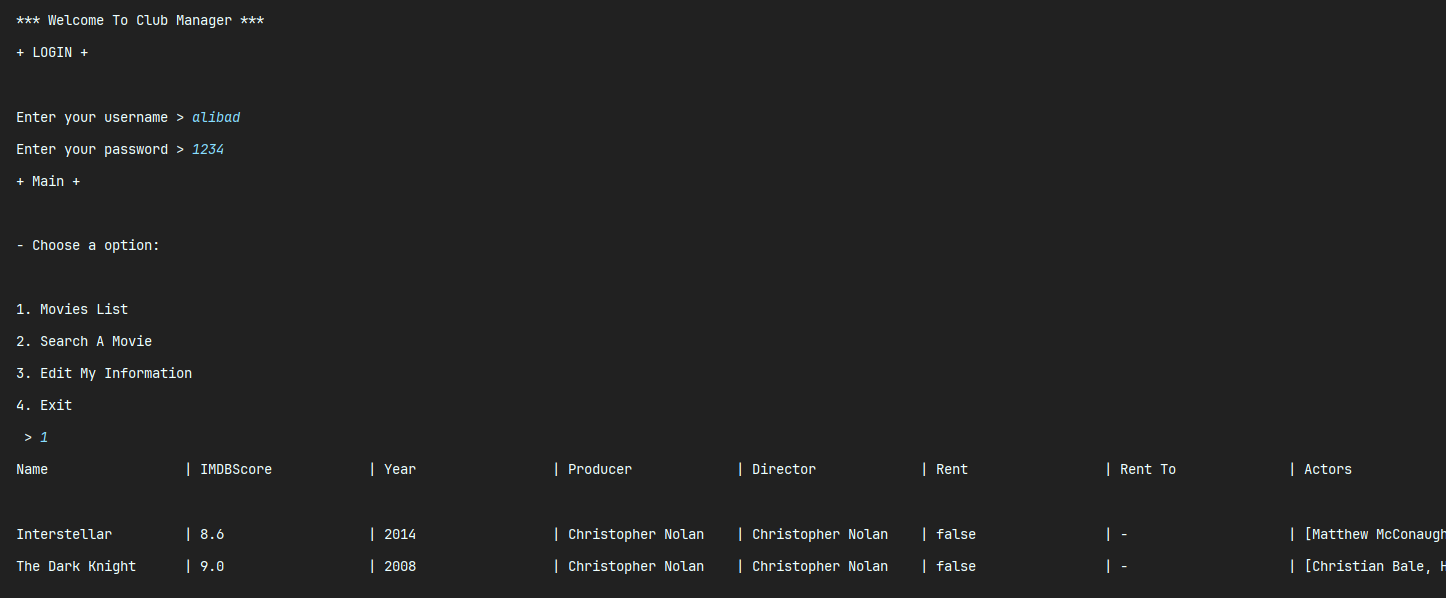 *** Welcome To Club Manager ***
+ LOGIN +
Enter your username > alibad
Enter your password > 1234
+ Main +
- Choose a option:
1. Movies List
2. Search A Movie
3. Edit My Information
4. Exit
> 1
Name | IMDBScore | Year | Producer | Director | Rent | Rent To | Actors
Interstellar | 8.6 | 2014 | Christopher Nolan | Christopher Nolan | false | - | [Matthew McConaugh
The Dark Knight | 9.0 | 2008 | Christopher Nolan | Christopher Nolan | false | - | [Christian Bale, H